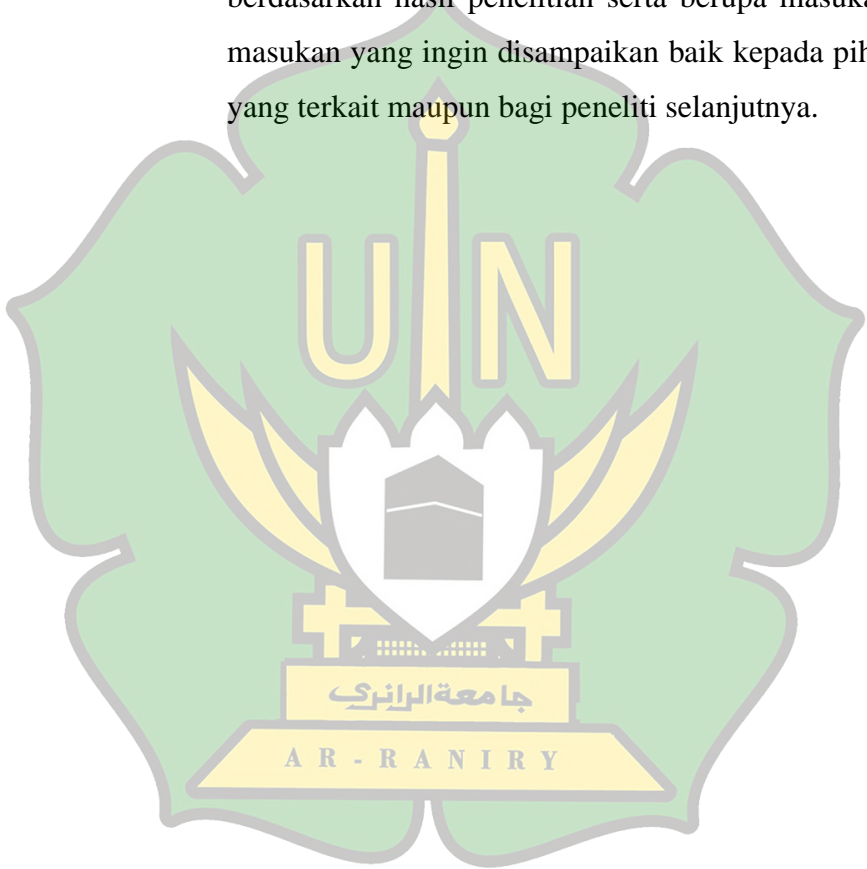 berdasarkan hasil penelitian serta berupa masuka
masukan yang ingin disampaikan baik kepada pih
yang terkait maupun bagi peneliti selanjutnya.
UIN
جامعةالرانري
AR-RANIRY